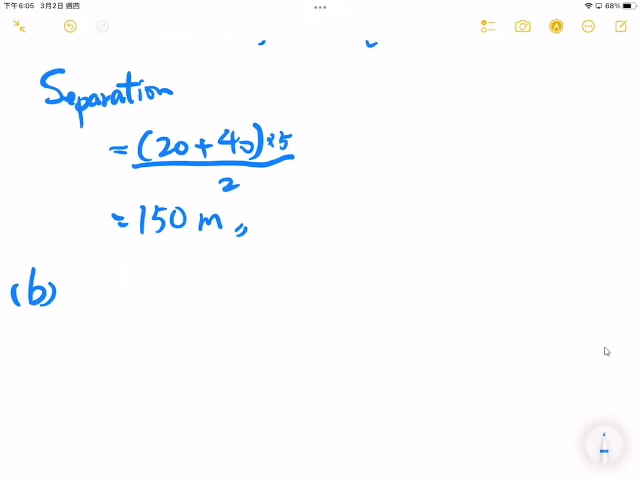 下午6:05 3月2日 週四 68%
Separation
= (20 + 40) × 5
2
= 150 m
(b)